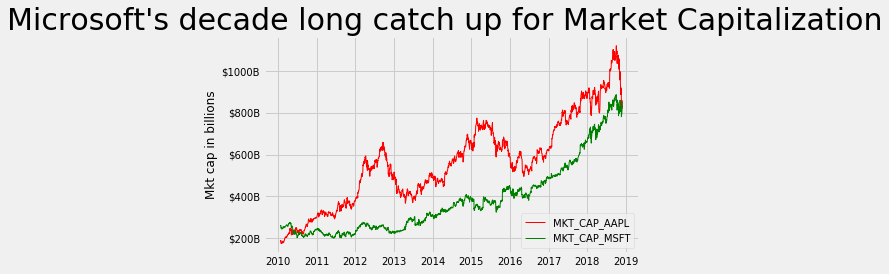 Microsoft's decade long catch up for Market Capitalization
Mkt cap in billions
$1000B
$800B
$600B
$400B
$200B
2010 2011 2012 2013 2014 2015 2016 2017 2018 2019
MKT_CAP_AAPL
MKT_CAP_MSFT